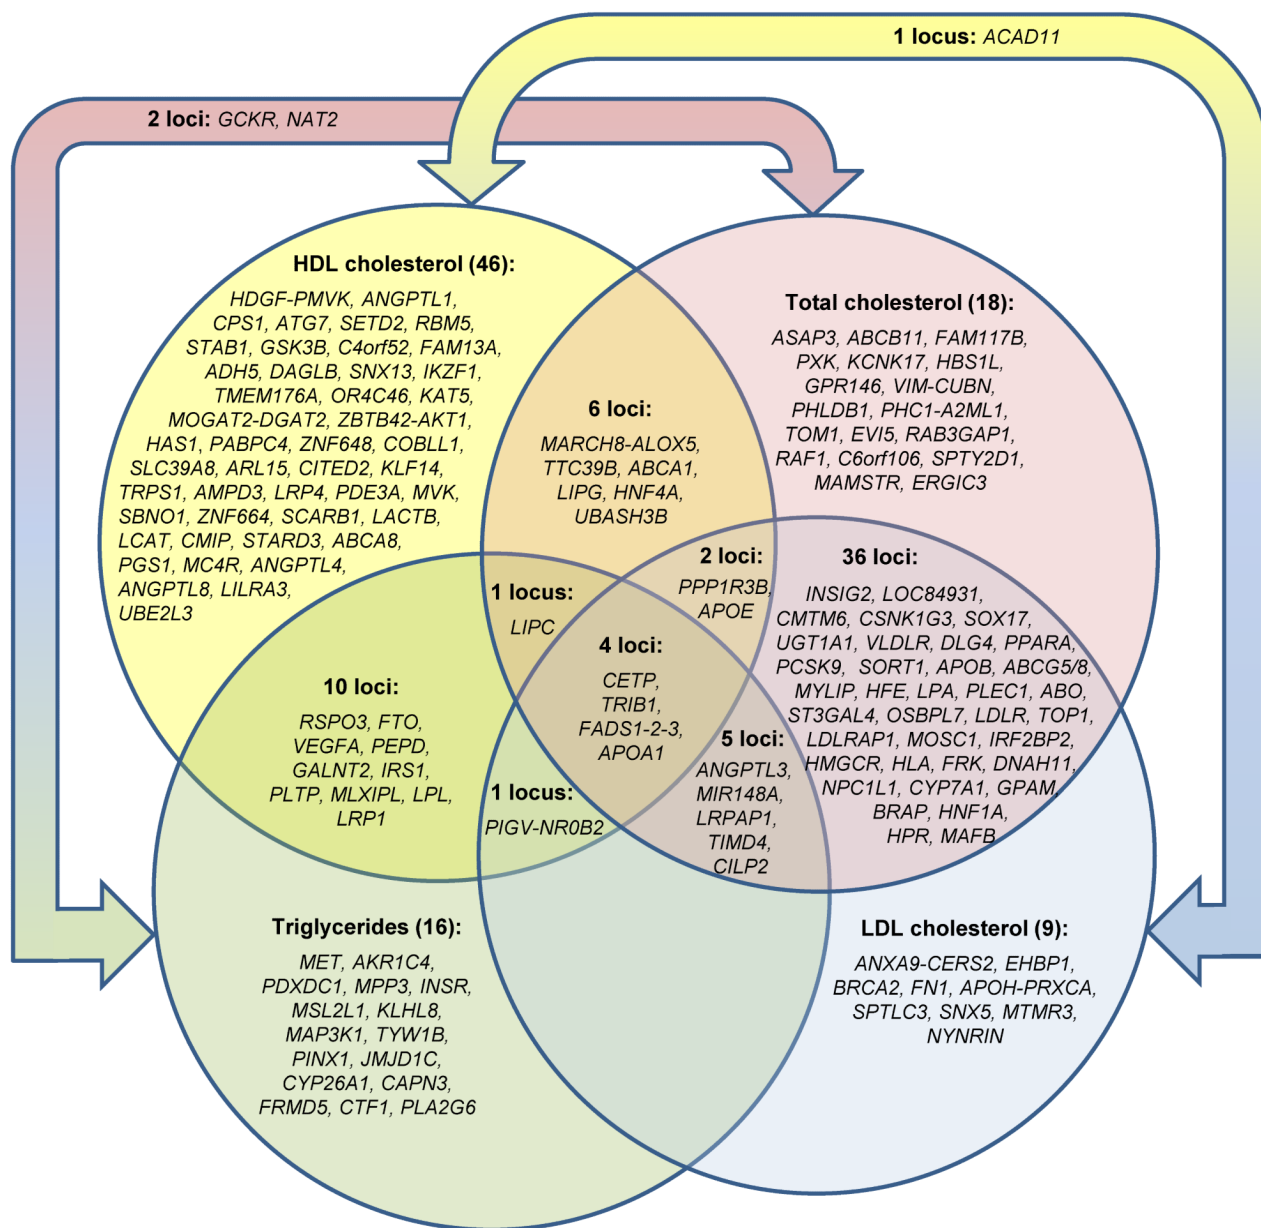 1 locus: ACAD11
2 loci: GCKR, NAT2
HDL cholesterol (46):
HDGF-PMVK, ANGPTL1,
CPS1, ATG7, SETD2, RBM5,
STAB1, GSK3B, C4orf52, FAM13A,
ADH5, DAGLB, SNX13, IKZF1,
TMEM176A, OR4C46, KAT5,
MOGAT2-DGAT2, ZBTB42-AKT1,
HAS1, PABPC4, ZNF648, COBLL1,
SLC39A8, ARL15, CITED2, KLF14,
TRPS1, AMPD3, LRP4, PDE3A, MVK,
SBNO1, ZNF664, SCARB1, LACTB,
LCAT, CMIP, STARD3, ABCA8,
PGS1, MC4R, ANGPTL4,
ANGPTL8, LILRA3,
UBE2L3
Total cholesterol (18):
ASAP3, ABCB11, FAM117B,
PXK, KCNK17, HBS1L,
GPR146, VIM-CUBN,
PHLDB1, PHC1-A2ML1,
TOM1, EVI5, RAB3GAP1,
RAF1, C6orf106, SPTY2D1,
MAMSTR, ERGIC3
6 loci:
MARCH8-ALOX5,
TTC39B, ABCA1,
LIPG, HNF4A,
UBASH3B
2 loci:
PPP1R3B,
APOE
36 loci:
INSIG2, LOC84931,
CMTM6, CSNK1G3, SOX17,
UGT1A1, VLDLR, DLG4, PPARA,
PCSK9, SORT1, APOB, ABCG5/8,
MYLIP, HFE, LPA, PLEC1, ABO,
ST3GAL4, OSBPL7, LDLR, TOP1,
LDLRAP1, MOSC1, IRF2BP2,
HMGCR, HLA, FRK, DNAH11,
NPC1L1, CYP7A1, GPAM,
BRAP, HNF1A,
HPR, MAFB
1 locus:
LIPC
4 loci:
CETP,
TRIB1,
FADS1-2-3,
APOA1
10 loci:
RSPO3, FTO,
VEGFA, PEPD,
GALNT2, IRS1,
PLTP, MLXIPL, LPL,
LRP1
5 loci:
ANGPTL3,
MIR148A,
LRPAP1,
TIMD4,
CILP2
1 locus:
PIGV-NR0B2
Triglycerides (16):
MET, AKR1C4,
PDXDC1, MPP3, INSR,
MSL2L1, KLHL8,
MAP3K1, TYW1B,
PINX1, JMJD1C,
CYP26A1, CAPN3,
FRMD5, CTF1, PLA2G6
LDL cholesterol (9):
ANXA9-CERS2, EHBP1,
BRCA2, FN1, APOH-PRXCA,
SPTLC3, SNX5, MTMR3,
NYNRIN